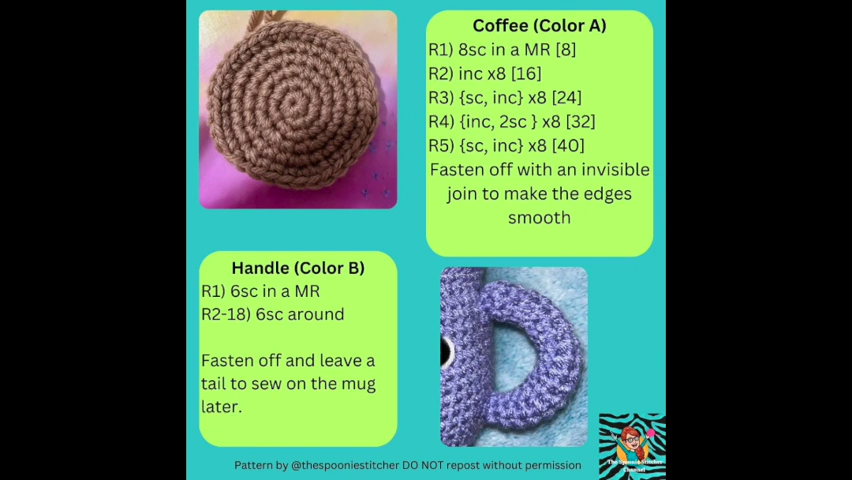 Coffee (Color A)
R1) 8sc in a MR [8]
R2) inc x8 [16]
R3) {sc, inc} x8 [24]
R4) {inc, 2sc } x8 [32]
R5) {sc, inc} x8 [40]
Fasten off with an invisible
join to make the edges
smooth
Handle (Color B)
R1) 6sc in a MR
R2-18) 6sc around
Fasten off and leave a
tail to sew on the mug
later.
Pattern by @thespooniestitcher DO NOT repost without permission